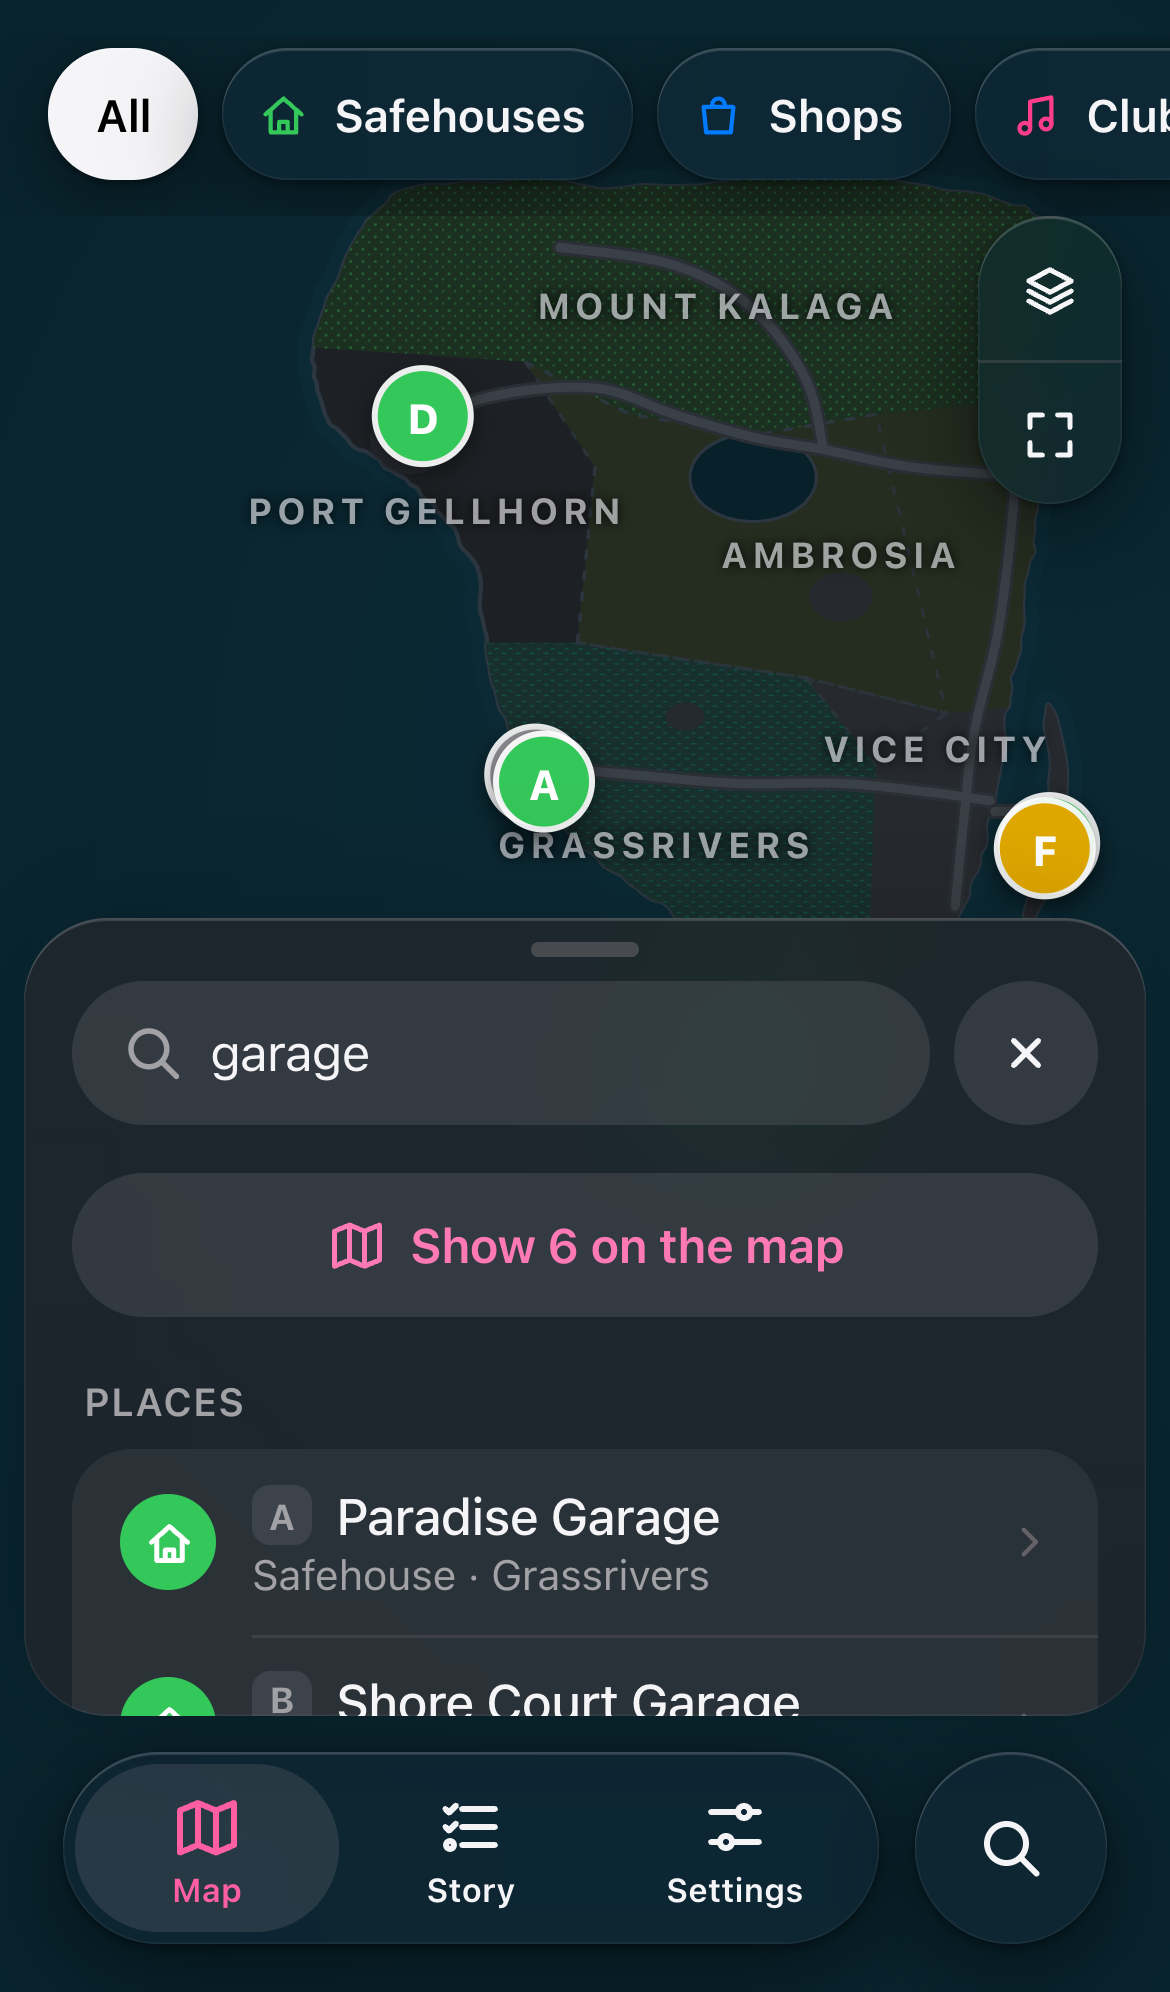 All
Safehouses
Shops
Club
MOUNT KALAGA
D
PORT GELLHORN
AMBROSIA
VICE CITY
A
GRASSRIVERS
F
garage
Show 6 on the map
PLACES
A Paradise Garage
Safehouse · Grassrivers
B Shore Court Garage
Map
Story
Settings